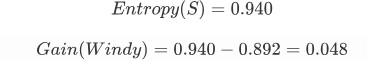 Entropy(S) = 0.940
Gain(Windy) = 0.940 − 0.892 = 0.048